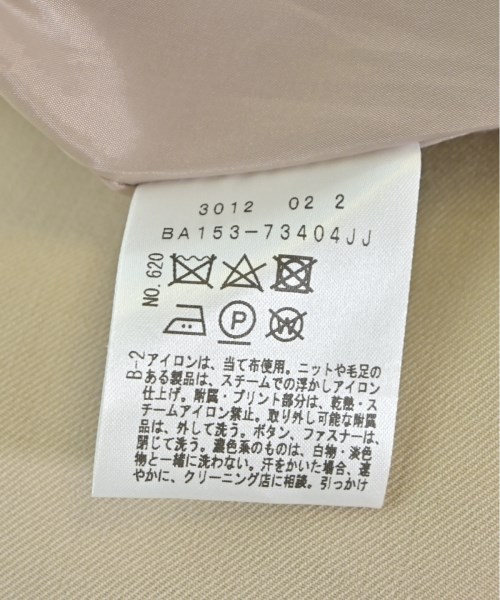 3012 02 2
BA153-73404JJ
NO.620
P
W
B-2
アイロンは、当て布使用。ニットや毛足の
ある製品は、スチームでの浮かしアイロン
仕上げ。附属・プリント部分は、乾熱・ス
チームアイロン禁止。取り外し可能な附属
品は、外して洗う。ボタン、ファスナーは、
閉じて洗う。濃色系のものは、白物・淡色
物と一緒に洗わない。汗をかいた場合、速
やかに、クリーニング店に相談。引っかけ